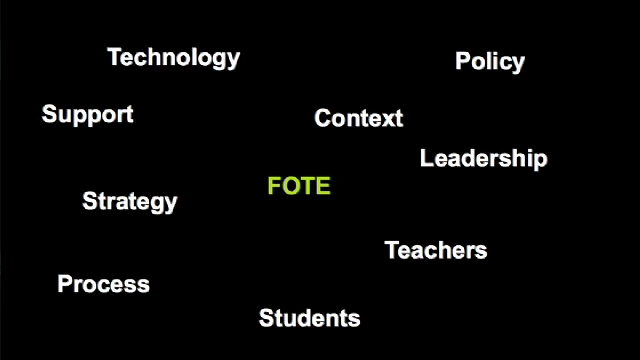 Technology
Policy
Support
Context
Leadership
FOTE
Strategy
Teachers
Process
Students